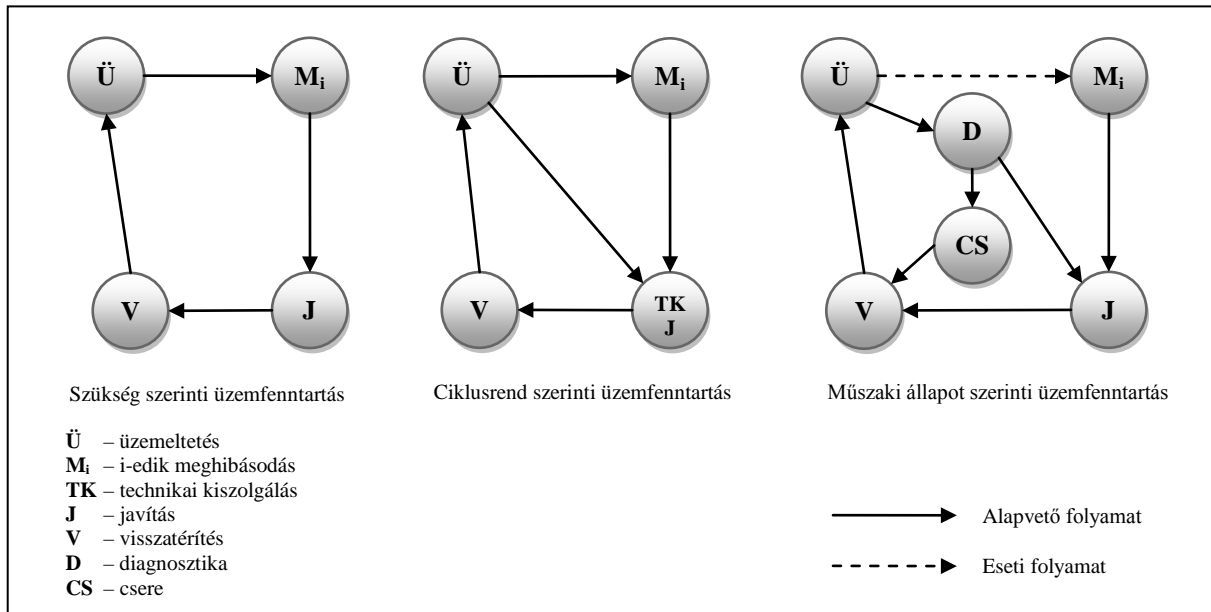 Ü
Mᵢ
V
J
Szükség szerinti üzemfenntartás
Ü
Mᵢ
V
TK
J
Ciklusrend szerinti üzemfenntartás
Ü
Mᵢ
D
CS
V
J
Műszaki állapot szerinti üzemfenntartás
Ü – üzemeltetés
Mᵢ – i-edik meghibásodás
TK – technikai kiszolgálás
J – javítás
V – visszatérítés
D – diagnosztika
CS – csere
Alapvető folyamat
Eseti folyamat